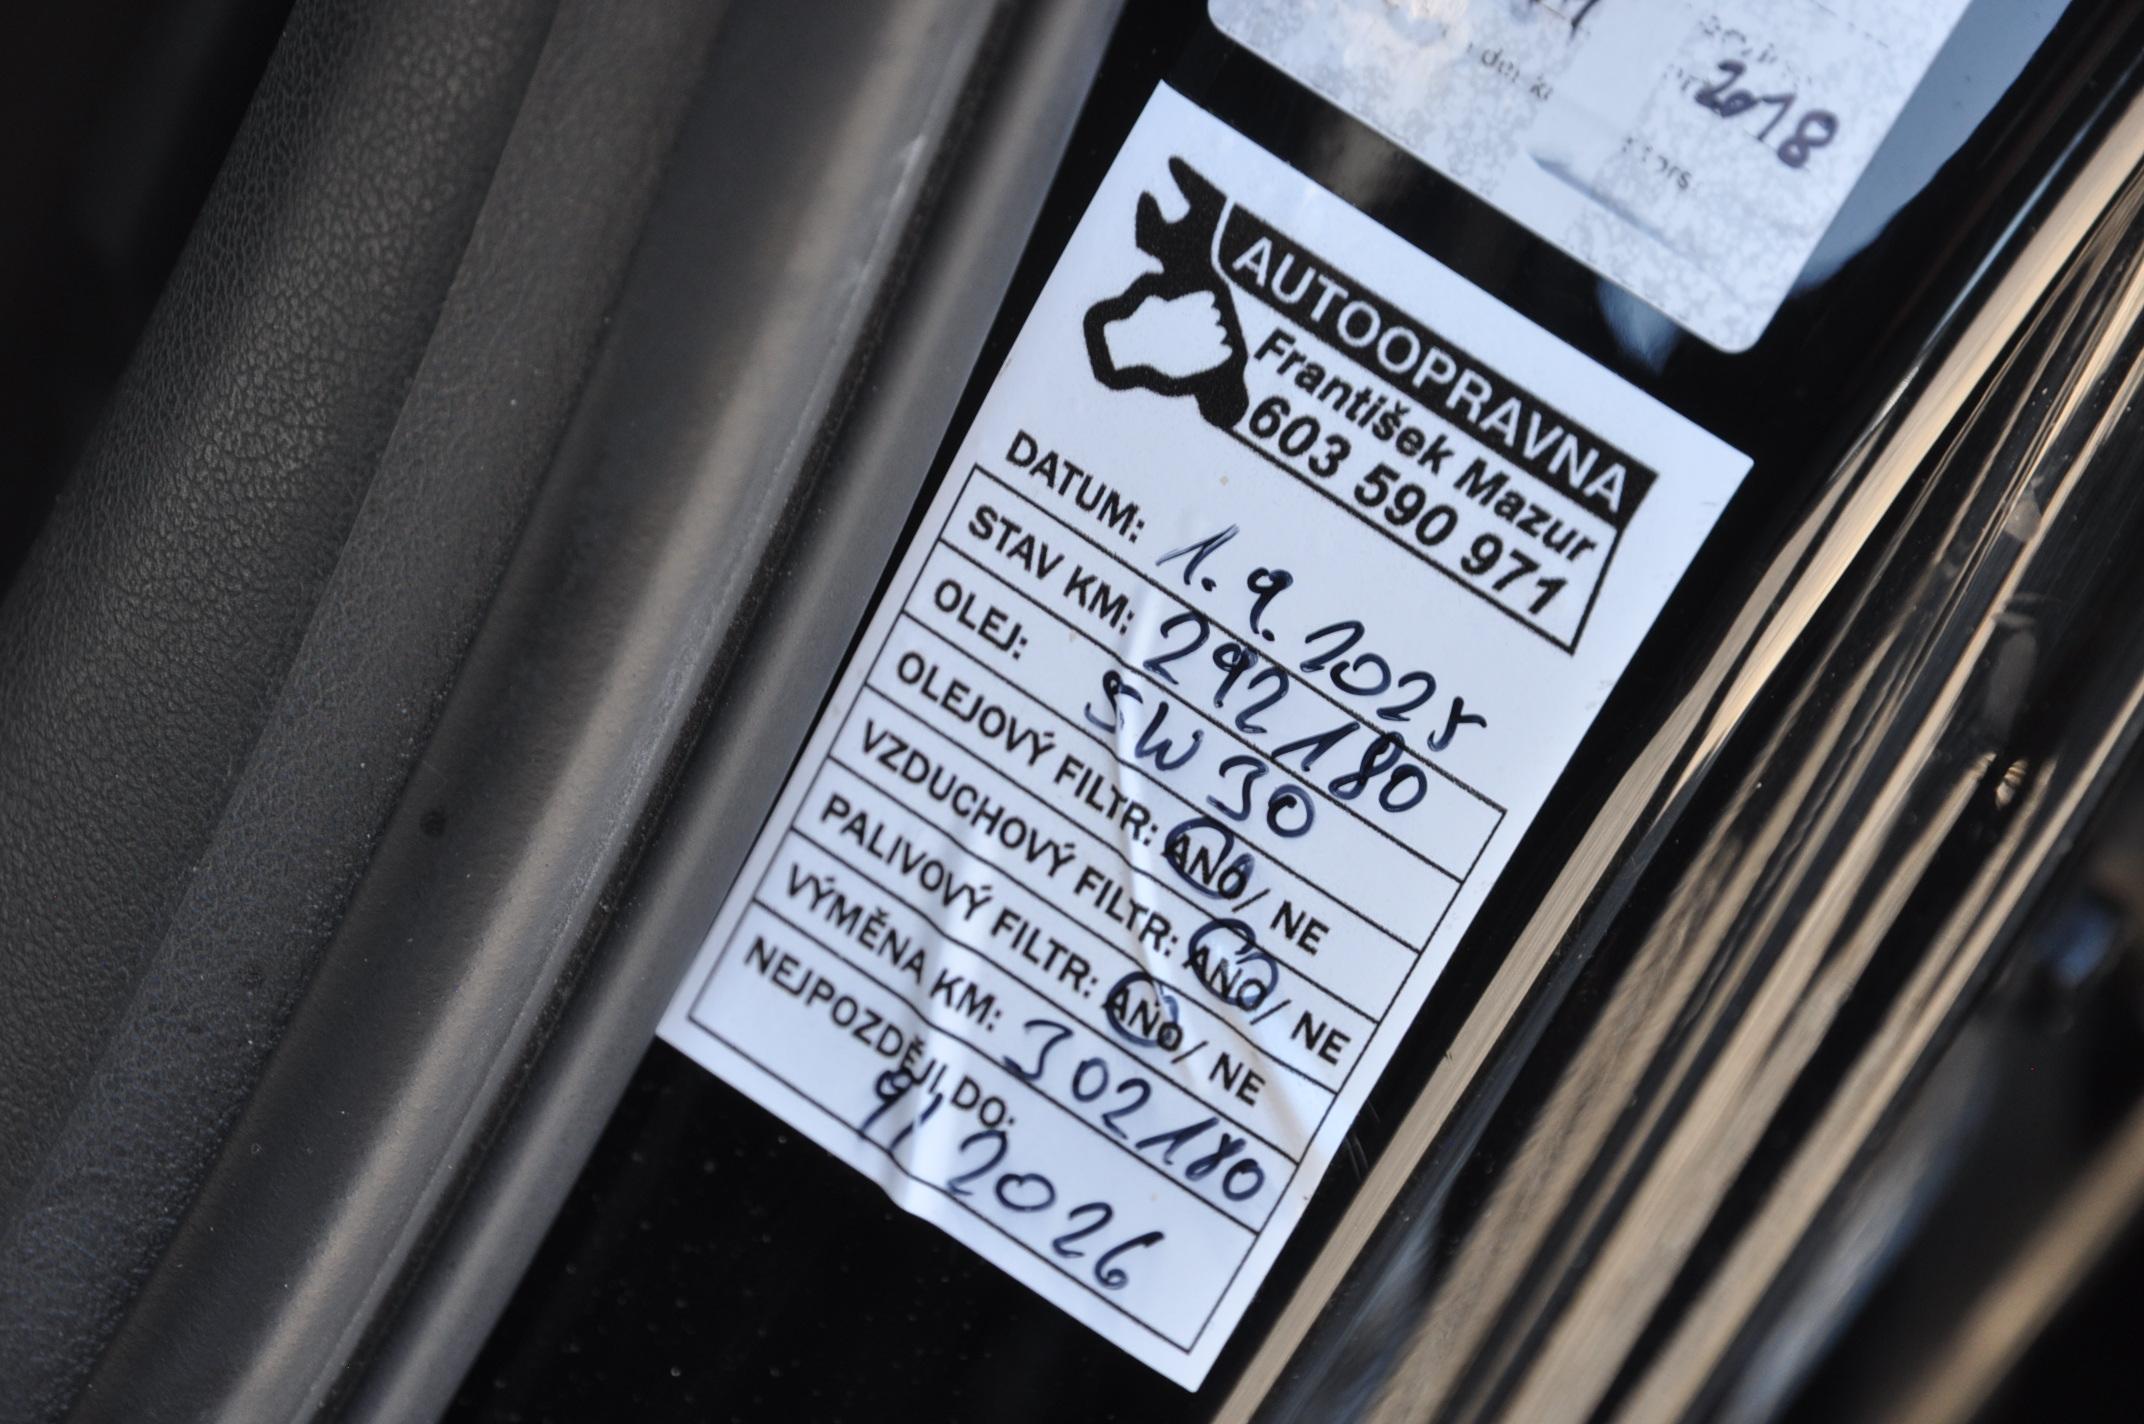 2018
AUTOOPRAVNA
František Mazur
603 590 971
DATUM: 1. 9. 2025
STAV KM: 292180
OLEJ: 5W30
OLEJOVÝ FILTR: ANO / NE
VZDUCHOVÝ FILTR: ANO / NE
PALIVOVÝ FILTR: ANO / NE
VÝMĚNA KM: 302180
NEJPOZDĚJI DO:
9/ 2026